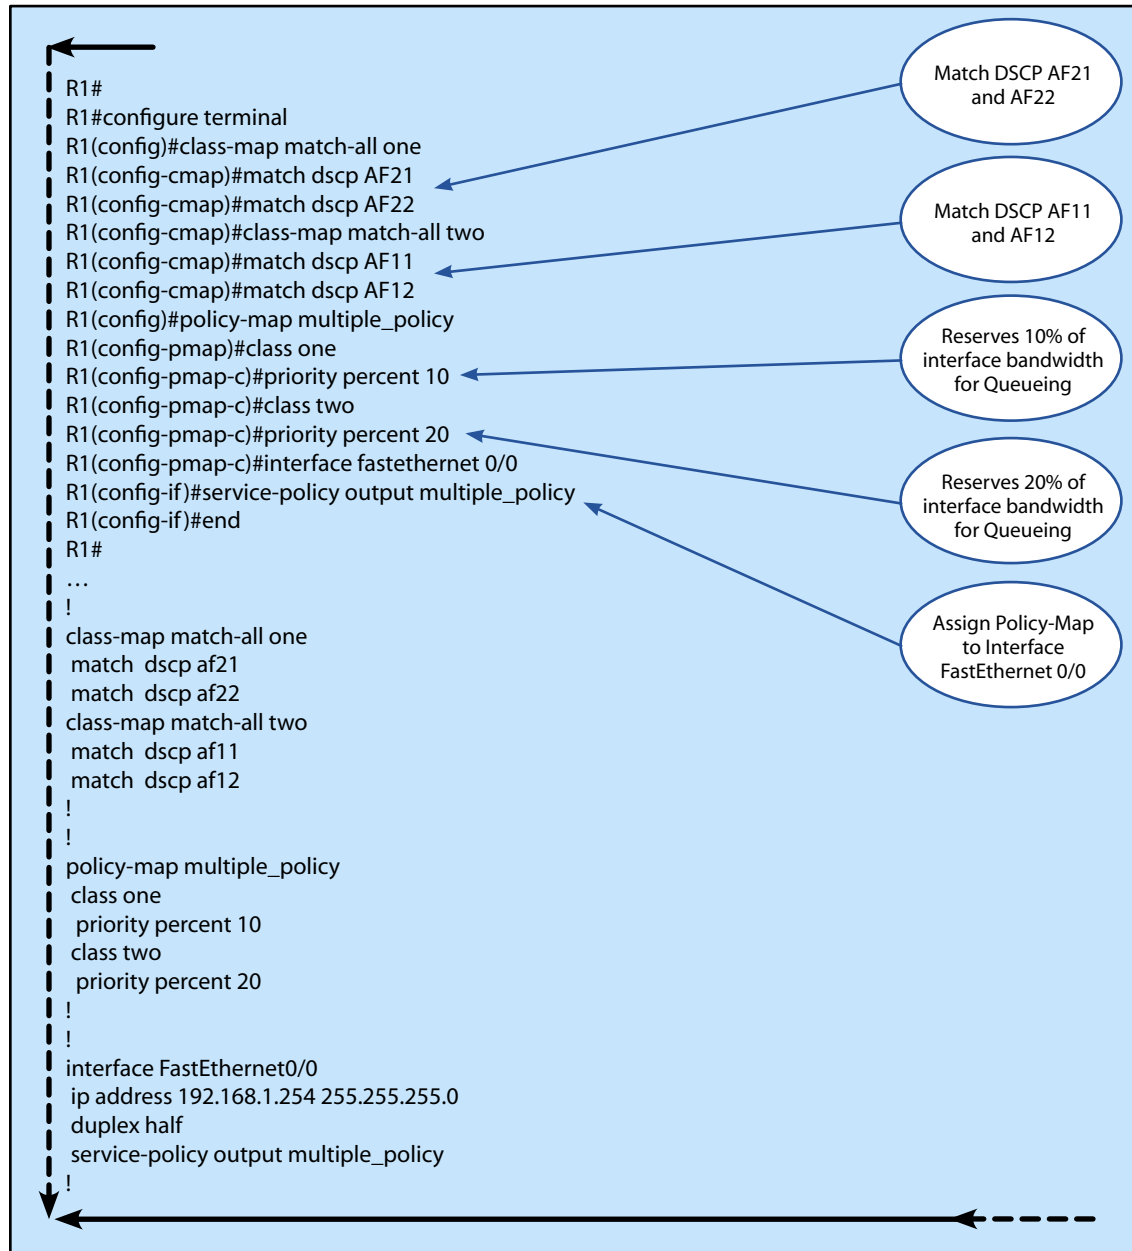 R1#
R1#configure terminal
R1(config)#class-map match-all one
R1(config-cmap)#match dscp AF21
R1(config-cmap)#match dscp AF22
R1(config-cmap)#class-map match-all two
R1(config-cmap)#match dscp AF11
R1(config-cmap)#match dscp AF12
R1(config)#policy-map multiple_policy
R1(config-pmap)#class one
R1(config-pmap-c)#priority percent 10
R1(config-pmap-c)#class two
R1(config-pmap-c)#priority percent 20
R1(config-pmap-c)#interface fastethernet 0/0
R1(config-if)#service-policy output multiple_policy
R1(config-if)#end
R1#
…
!
class-map match-all one
match  dscp af21
match  dscp af22
class-map match-all two
match  dscp af11
match  dscp af12
!
!
policy-map multiple_policy
class one
priority percent 10
class two
priority percent 20
!
!
interface FastEthernet0/0
ip address 192.168.1.254 255.255.255.0
duplex half
service-policy output multiple_policy
!
Match DSCP AF21
and AF22
Match DSCP AF11
and AF12
Reserves 10% of
interface bandwidth
for Queueing
Reserves 20% of
interface bandwidth
for Queueing
Assign Policy-Map
to Interface
FastEthernet 0/0